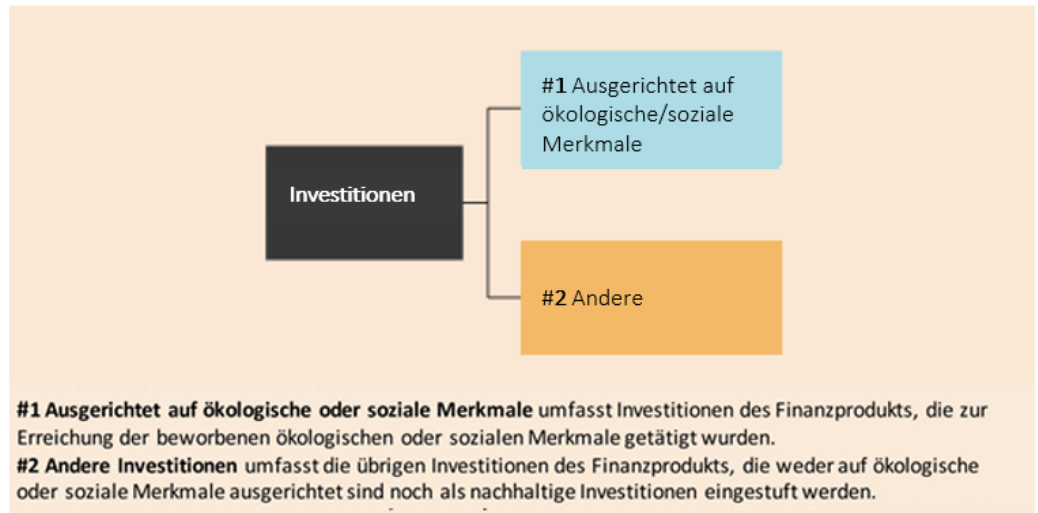 #1 Ausgerichtet auf
ökologische/soziale
Merkmale
Investitionen
#2 Andere
#1 Ausgerichtet auf ökologische oder soziale Merkmale umfasst Investitionen des Finanzprodukts, die zur
Erreichung der beworbenen ökologischen oder sozialen Merkmale getätigt wurden.
#2 Andere Investitionen umfasst die übrigen Investitionen des Finanzprodukts, die weder auf ökologische
oder soziale Merkmale ausgerichtet sind noch als nachhaltige Investitionen eingestuft werden.